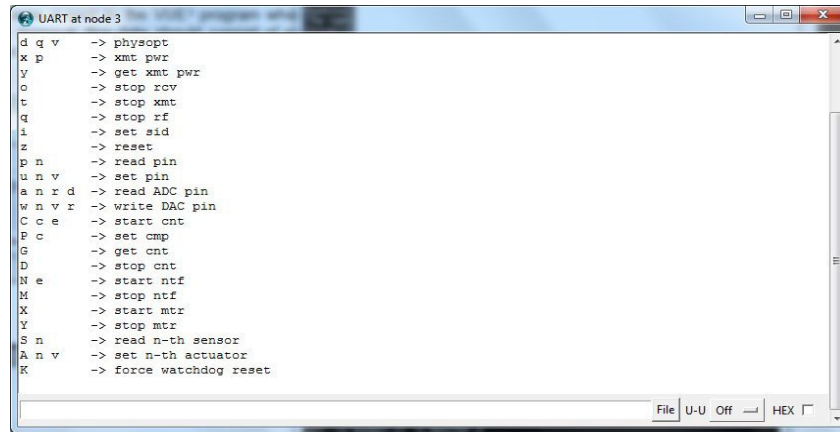 UART at node 3
d q v -> physopt
x p -> xmt pwr
y -> get xmt pwr
o -> stop rcv
t -> stop xmt
q -> stop rf
i -> set sid
z -> reset
p n -> read pin
u n v -> set pin
a n r d -> read ADC pin
w n v r -> write DAC pin
C c e -> start cnt
P c -> set cmp
G -> get cnt
D -> stop cnt
N e -> start ntf
M -> stop ntf
X -> start mtr
Y -> stop mtr
S n -> read n-th sensor
A n v -> set n-th actuator
K -> force watchdog reset
File U-U Off HEX